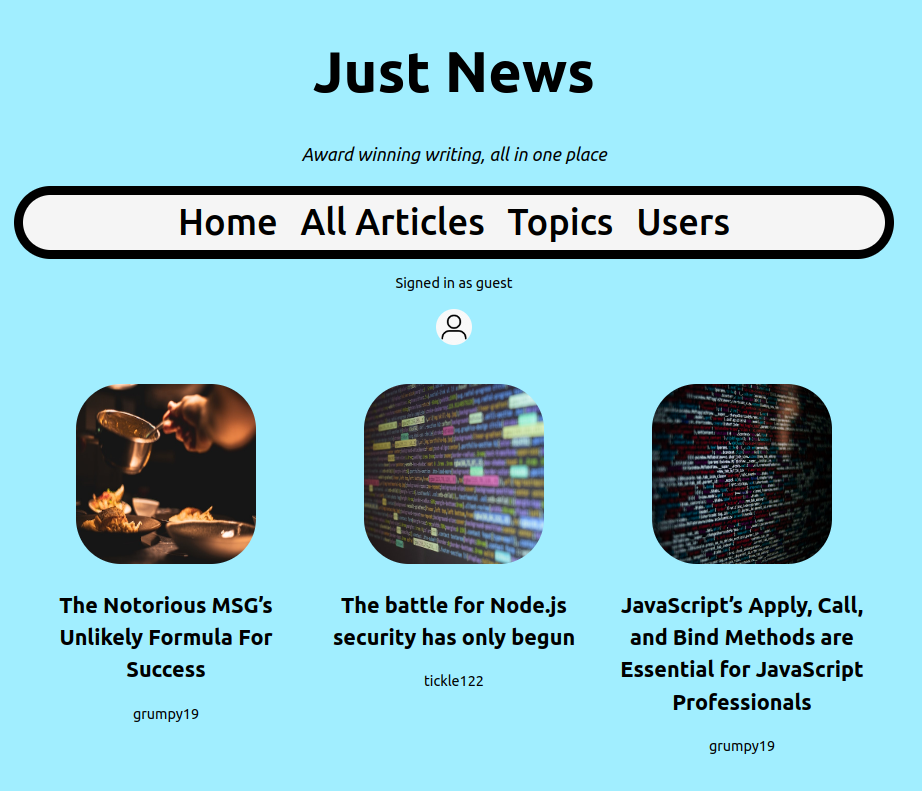 Just News
Award winning writing, all in one place
Home All Articles Topics Users
Signed in as guest
The Notorious MSG’s
Unlikely Formula For
Success
grumpy19
The battle for Node.js
security has only begun
tickle122
JavaScript’s Apply, Call,
and Bind Methods are
Essential for JavaScript
Professionals
grumpy19